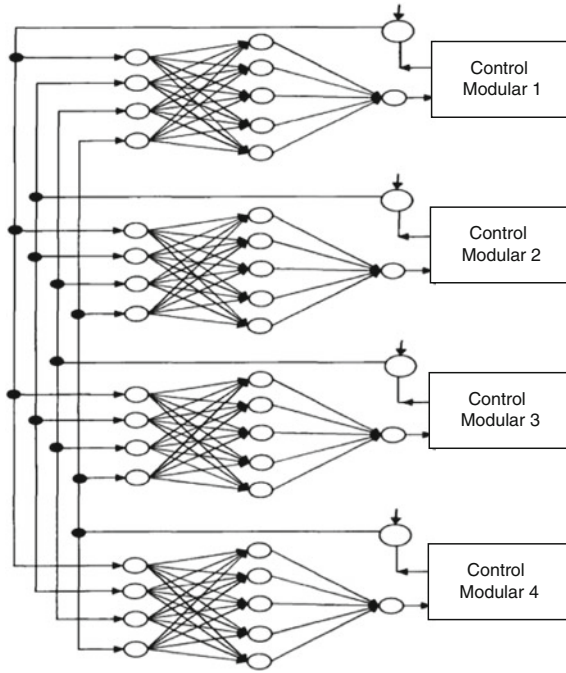 Control
Modular 1
Control
Modular 2
Control
Modular 3
Control
Modular 4